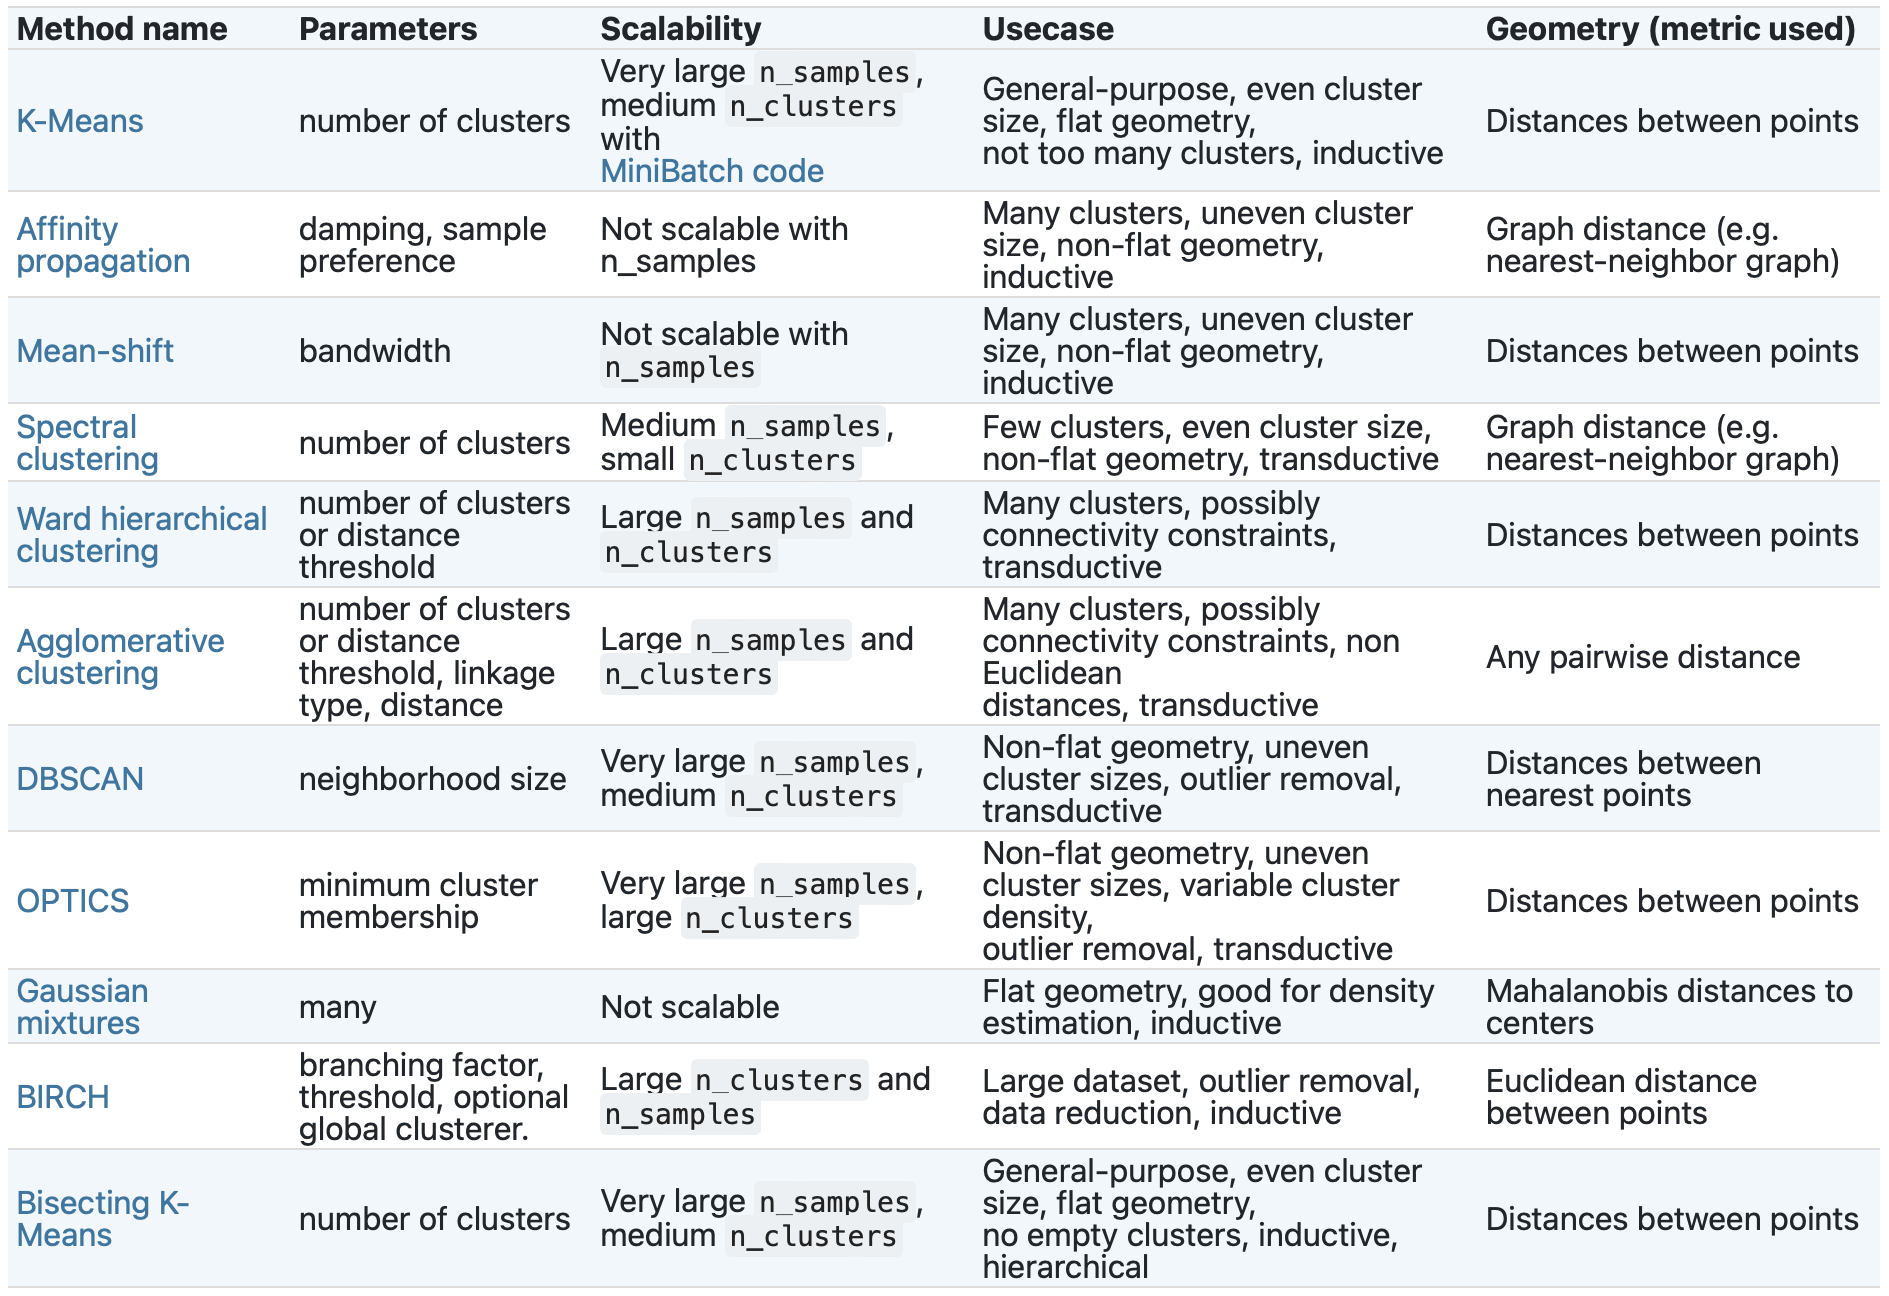 Method name Parameters Scalability Usecase Geometry (metric used)
K-Means
number of clusters
Very large n_samples,
medium n_clusters
with
MiniBatch code
General-purpose, even cluster
size, flat geometry,
not too many clusters, inductive
Distances between points
Affinity
propagation
damping, sample
preference
Not scalable with
n_samples
Many clusters, uneven cluster
size, non-flat geometry,
inductive
Graph distance (e.g.
nearest-neighbor graph)
Mean-shift
bandwidth
Not scalable with
n_samples
Many clusters, uneven cluster
size, non-flat geometry,
inductive
Distances between points
Spectral
clustering
number of clusters
Medium n_samples,
small n_clusters
Few clusters, even cluster size,
non-flat geometry, transductive
Graph distance (e.g.
nearest-neighbor graph)
Ward hierarchical
clustering
number of clusters
or distance
threshold
Large n_samples and
n_clusters
Many clusters, possibly
connectivity constraints,
transductive
Distances between points
Agglomerative
clustering
number of clusters
or distance
threshold, linkage
type, distance
Large n_samples and
n_clusters
Many clusters, possibly
connectivity constraints, non
Euclidean
distances, transductive
Any pairwise distance
DBSCAN
neighborhood size
Very large n_samples,
medium n_clusters
Non-flat geometry, uneven
cluster sizes, outlier removal,
transductive
Distances between
nearest points
OPTICS
minimum cluster
membership
Very large n_samples,
large n_clusters
Non-flat geometry, uneven
cluster sizes, variable cluster
density,
outlier removal, transductive
Distances between points
Gaussian
mixtures
many
Not scalable
Flat geometry, good for density
estimation, inductive
Mahalanobis distances to
centers
BIRCH
branching factor,
threshold, optional
global clusterer.
Large n_clusters and
n_samples
Large dataset, outlier removal,
data reduction, inductive
Euclidean distance
between points
Bisecting K-
Means
number of clusters
Very large n_samples,
medium n_clusters
General-purpose, even cluster
size, flat geometry,
no empty clusters, inductive,
hierarchical
Distances between points